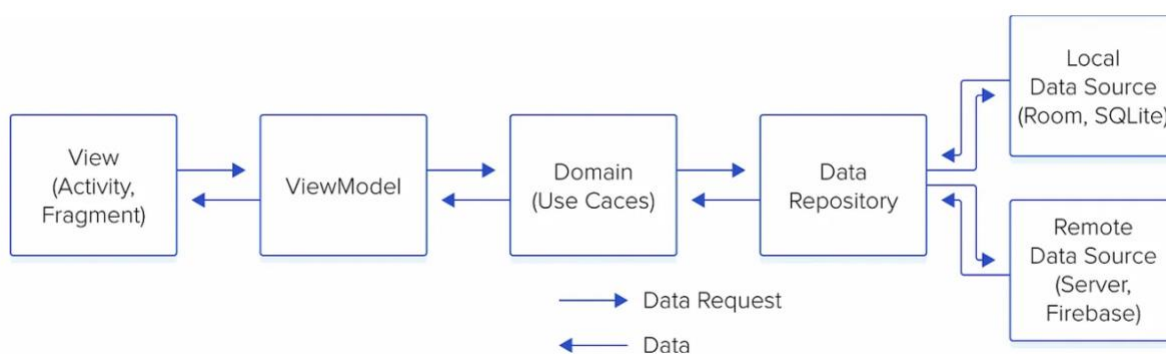 View
(Activity,
Fragment)
ViewModel
Domain
(Use Caces)
Data
Repository
Local
Data Source
(Room, SQLite)
Remote
Data Source
(Server,
Firebase)
Data Request
Data